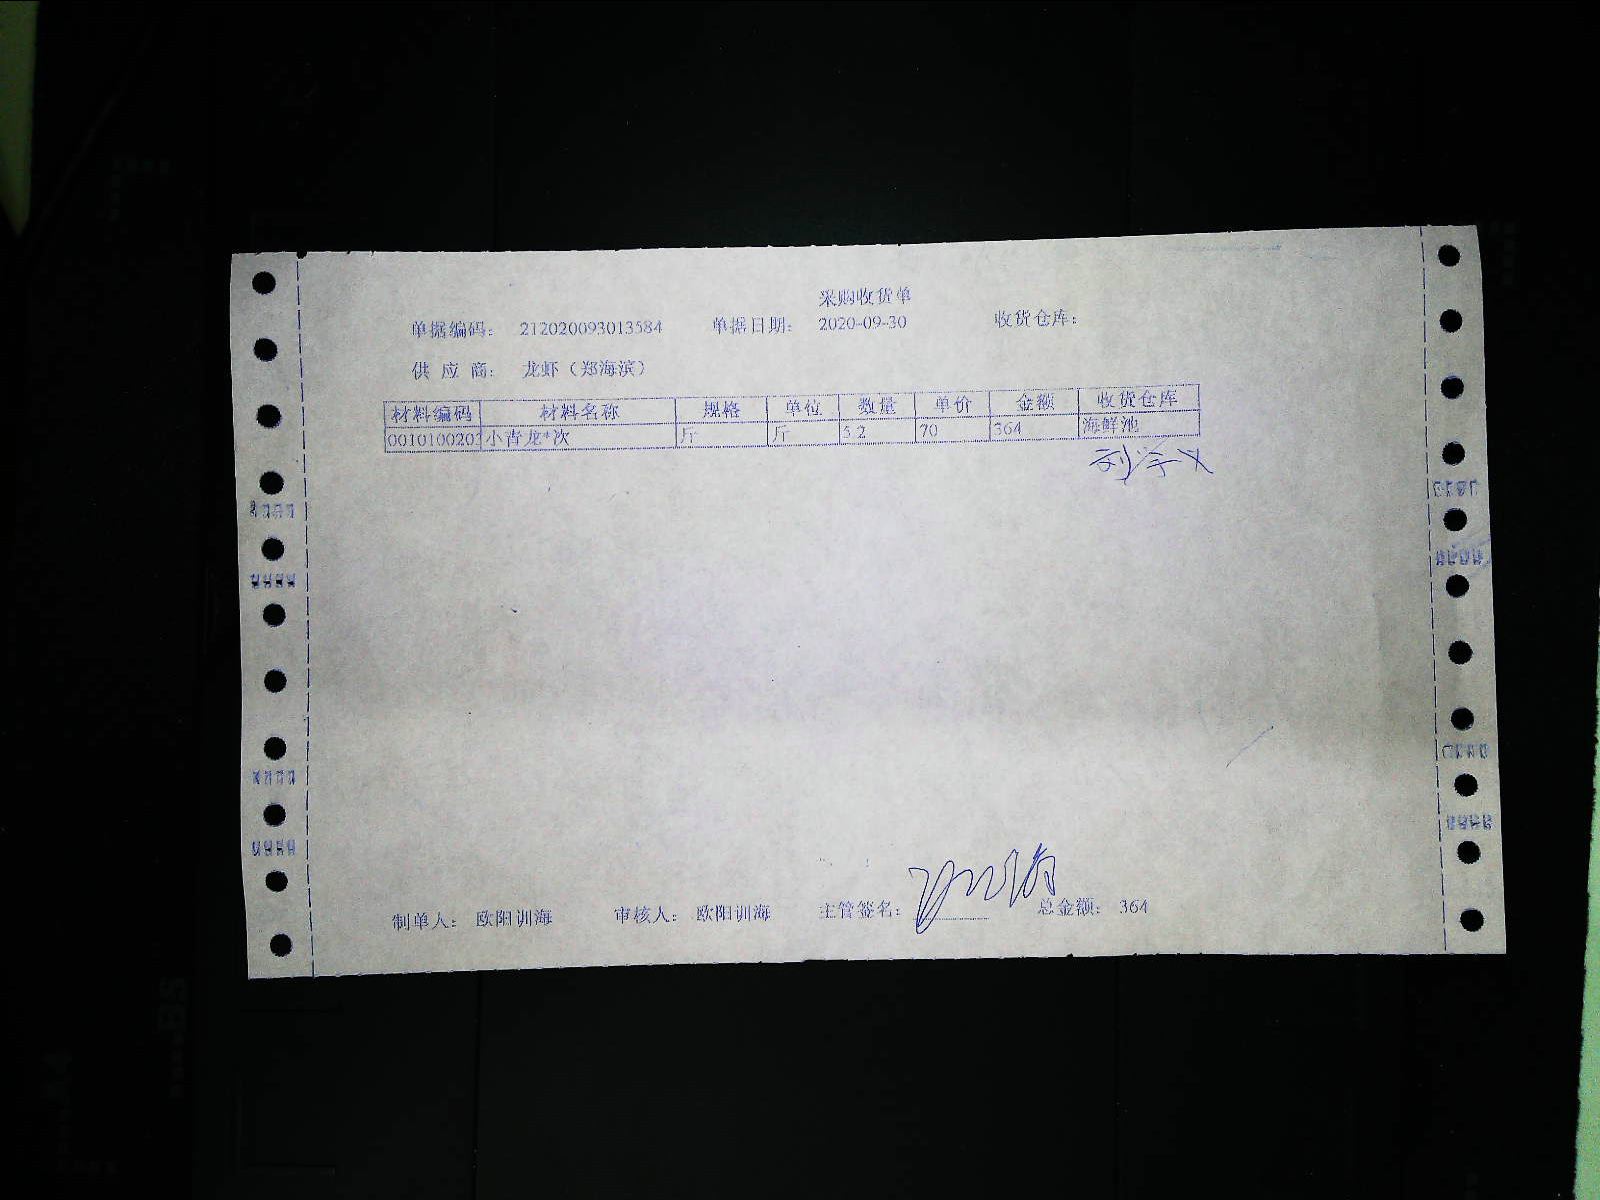 采购收货单
单据编码: 212020093013584 单据日期: 2020-09-30 收货仓库:
供 应 商: 龙虾（郑海滨）
材料编码 材料名称 规格 单位 数量 单价 金额 收货仓库
0010100202 小青龙*次 斤 斤 5.2 70 364 海鲜池
制单人: 欧阳训海 审核人: 欧阳训海 主管签名: 总金额: 364